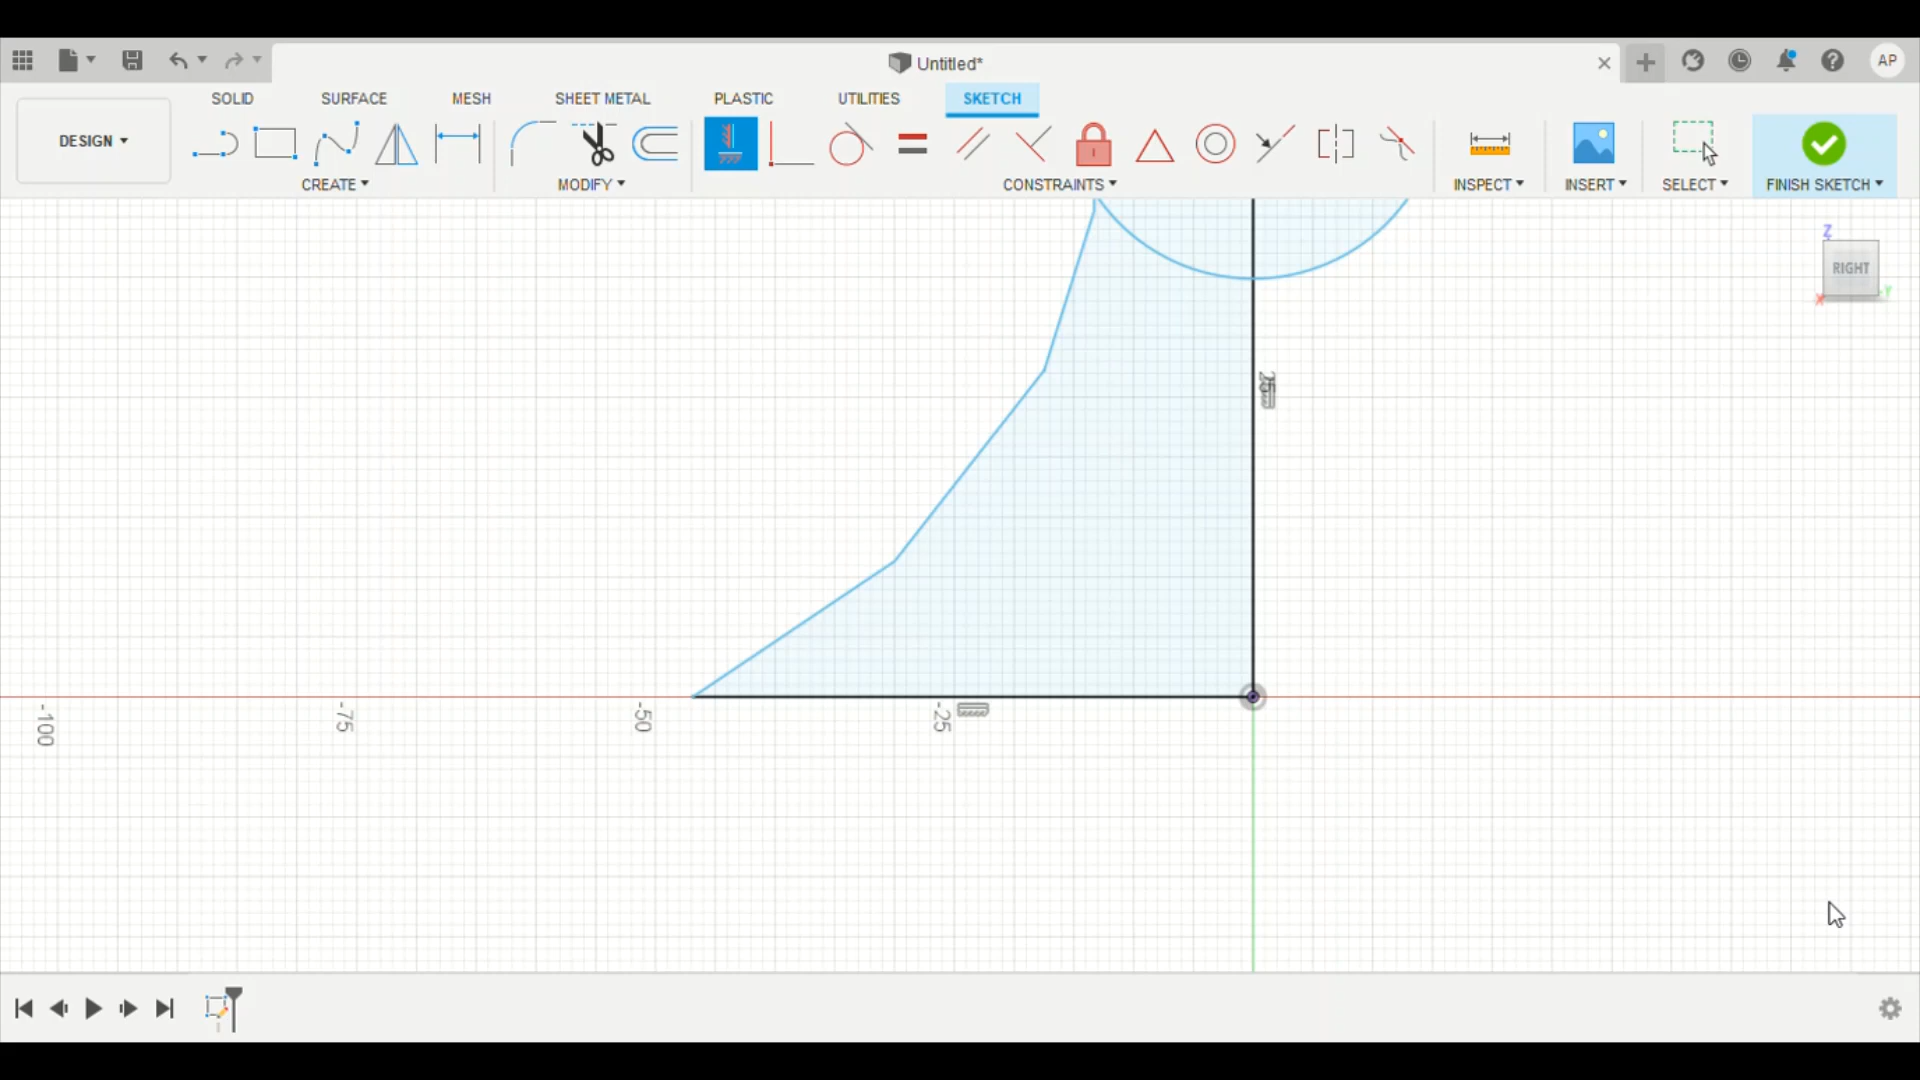 Untitled*
AP
SOLID
SURFACE
MESH
SHEET METAL
PLASTIC
UTILITIES
SKETCH
DESIGN
CREATE
MODIFY
CONSTRAINTS
INSPECT
INSERT
SELECT
FINISH SKETCH
Z
RIGHT
X
Y
-100
-75
-50
-25